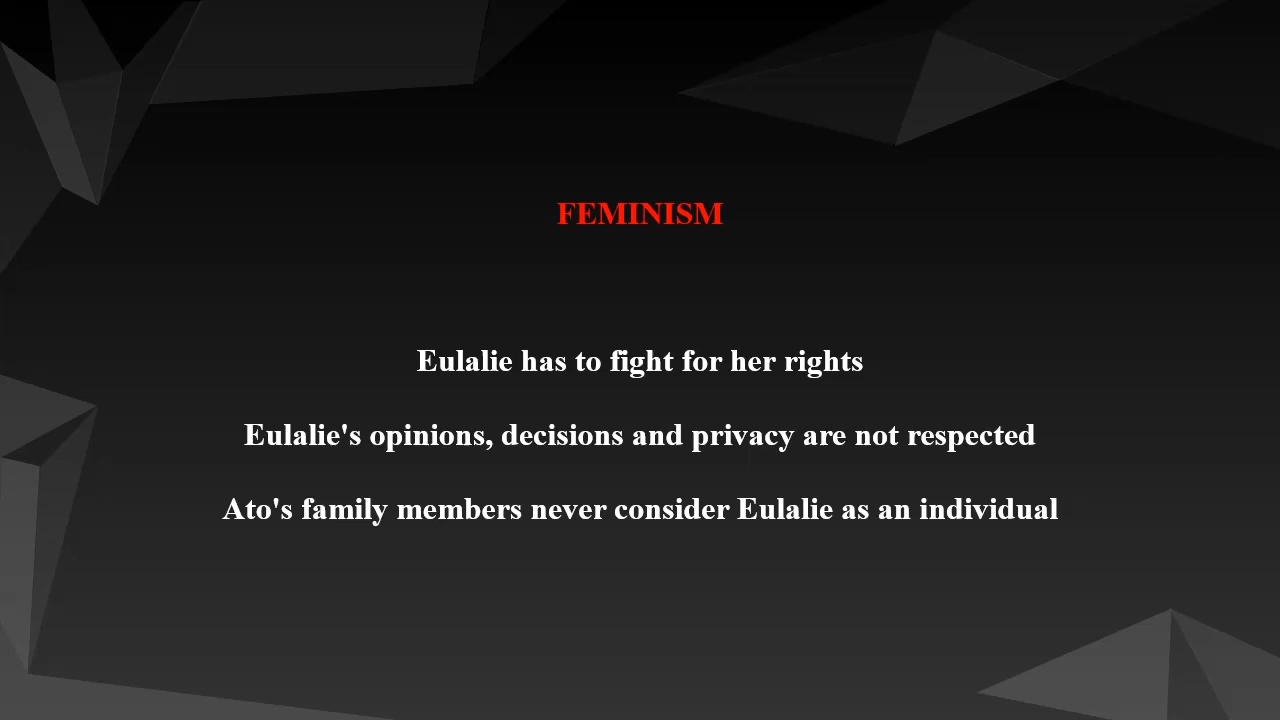 FEMINISM
Eulalie has to fight for her rights
Eulalie's opinions, decisions and privacy are not respected
Ato's family members never consider Eulalie as an individual